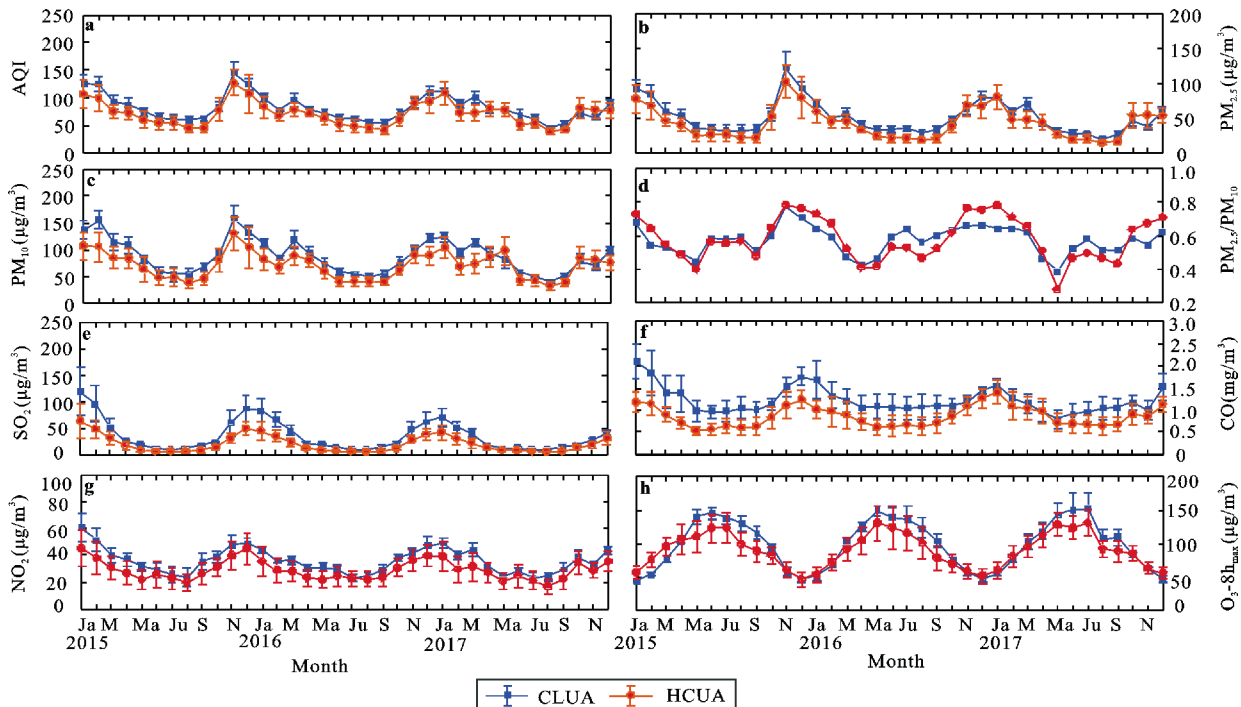 a
AQI
250
200
150
100
50
0
b
PM2.5 (μg/m³)
200
150
100
50
0
c
PM10 (μg/m³)
250
200
150
100
50
0
d
PM2.5/PM10
1.0
0.8
0.6
0.4
0.2
e
SO2 (μg/m³)
250
200
150
100
50
0
f
CO(mg/m³)
3.0
2.5
2.0
1.5
1.0
0.5
0
g
NO2 (μg/m³)
100
80
60
40
20
0
h
O3-8hmax (μg/m³)
200
150
100
50
0
Ja M Ma Ju S N Ja M Ma Ju S N Ja M Ma Ju S N
2015 2016 2017
Month
Ja M Ma Ju S N Ja M Ma Ju S N Ja M Ma Ju S N
2015 2016 2017
Month
CLUA HCUA